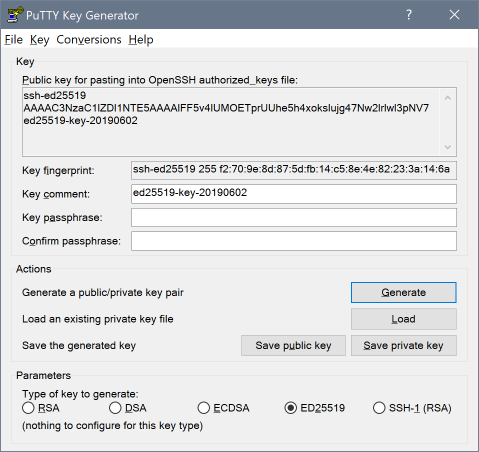 PuTTY Key Generator
?
File Key Conversions Help
Key
Public key for pasting into OpenSSH authorized_keys file:
ssh-ed25519
AAAAC3NzaC1lZDI1NTE5AAAAIFF5v4IUMOETprUUhe5h4xokslujg47Nw2lrlwl3pNV7
ed25519-key-20190602
Key fingerprint: ssh-ed25519 255 f2:70:9e:8d:87:5d:fb:14:c5:8e:4e:82:23:3a:14:6a
Key comment: ed25519-key-20190602
Key passphrase:
Confirm passphrase:
Actions
Generate a public/private key pair Generate
Load an existing private key file Load
Save the generated key Save public key Save private key
Parameters
Type of key to generate:
RSA DSA ECDSA ED25519 SSH-1 (RSA)
(nothing to configure for this key type)